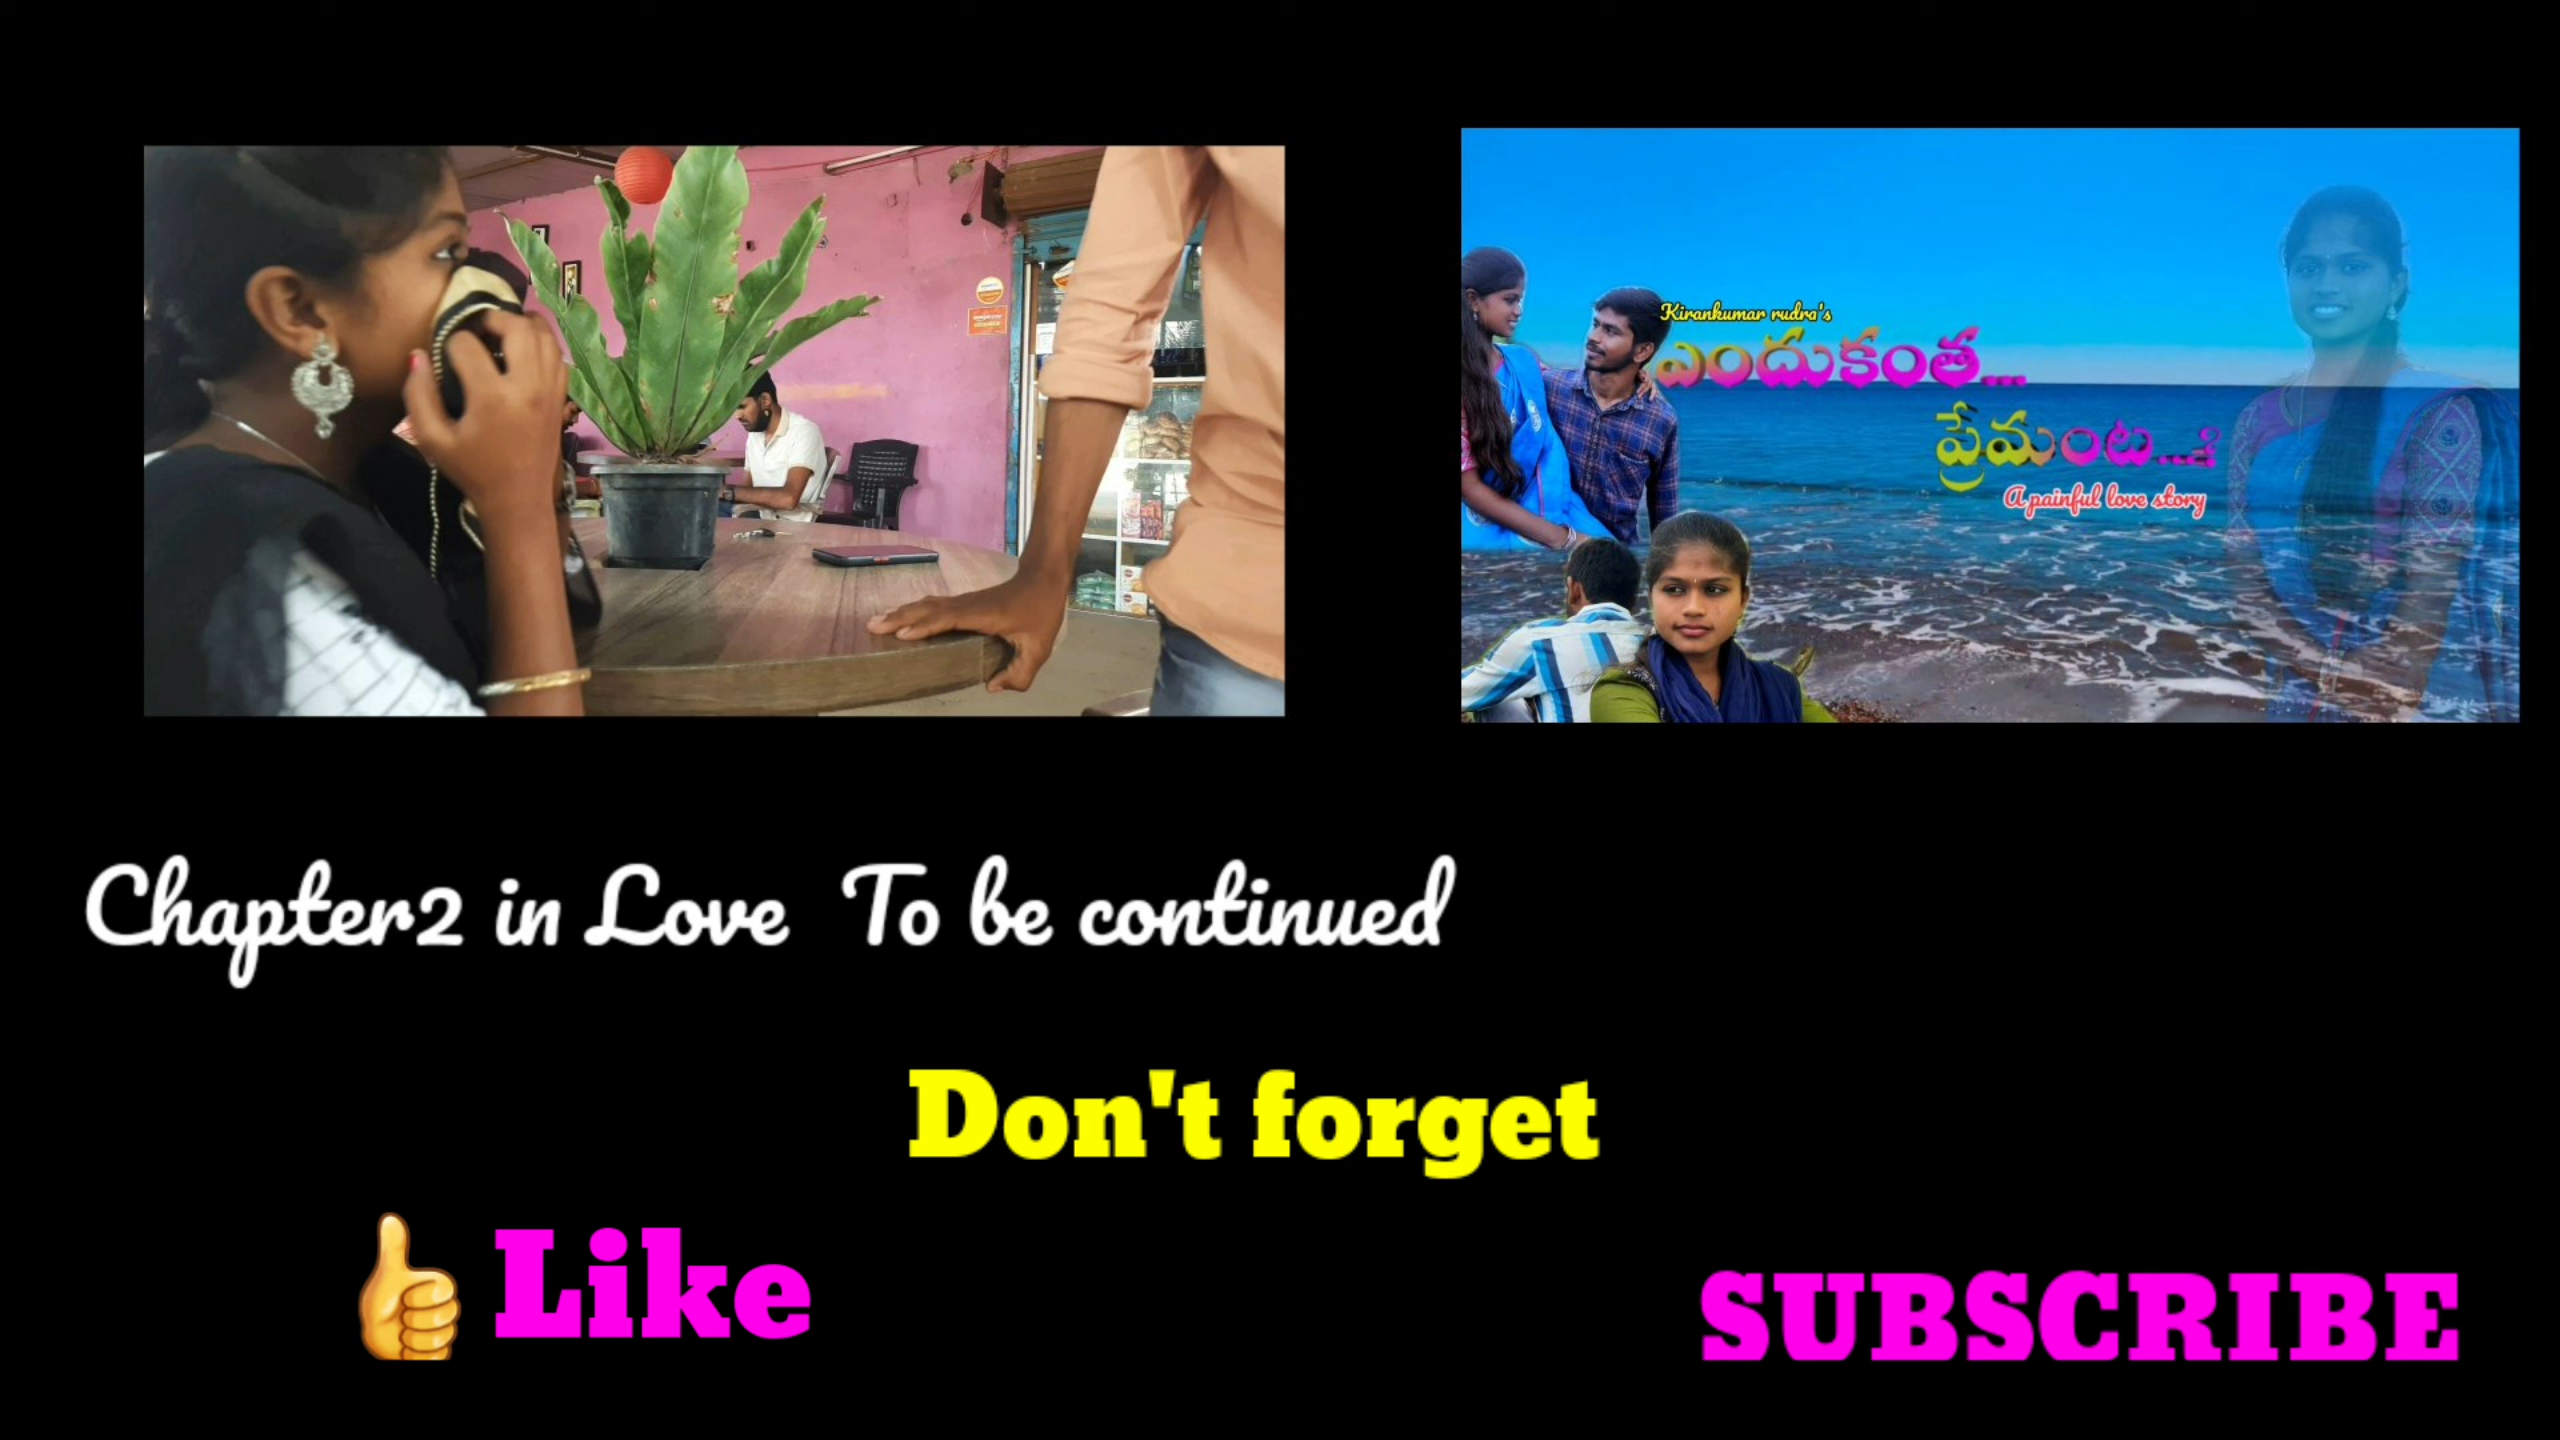 Kirankumar rudra's
ఎందుకంత...
ప్రేమంట...?
A painful love story
Chapter2 in Love To be continued
Don't forget
Like
SUBSCRIBE